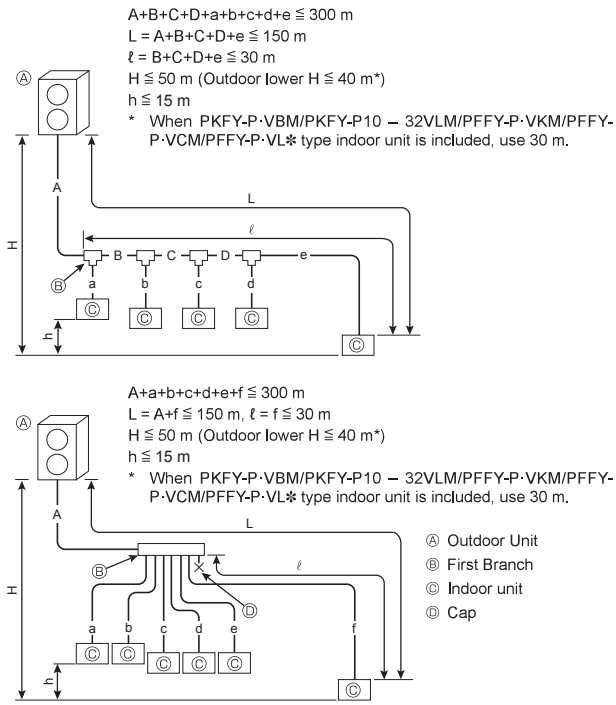 A+B+C+D+a+b+c+d+e ≦ 300 m
L = A+B+C+D+e ≦ 150 m
ℓ = B+C+D+e ≦ 30 m
H ≦ 50 m (Outdoor lower H ≦ 40 m*)
h ≦ 15 m
* When PKFY-P·VBM/PKFY-P10 – 32VLM/PFFY-P·VKM/PFFY-
P·VCM/PFFY-P·VL✽ type indoor unit is included, use 30 m.
Ⓐ
A
L
H
ℓ
B C D e
Ⓑ
a b c d
Ⓒ Ⓒ Ⓒ Ⓒ
h
Ⓒ
A+a+b+c+d+e+f ≦ 300 m
L = A+f ≦ 150 m, ℓ = f ≦ 30 m
H ≦ 50 m (Outdoor lower H ≦ 40 m*)
h ≦ 15 m
* When PKFY-P·VBM/PKFY-P10 – 32VLM/PFFY-P·VKM/PFFY-
P·VCM/PFFY-P·VL✽ type indoor unit is included, use 30 m.
Ⓐ
A
L
H
Ⓑ
ℓ
Ⓓ
a b c d e f
Ⓒ Ⓒ Ⓒ Ⓒ Ⓒ
h
Ⓒ
Ⓐ Outdoor Unit
Ⓑ First Branch
Ⓒ Indoor unit
Ⓓ Cap